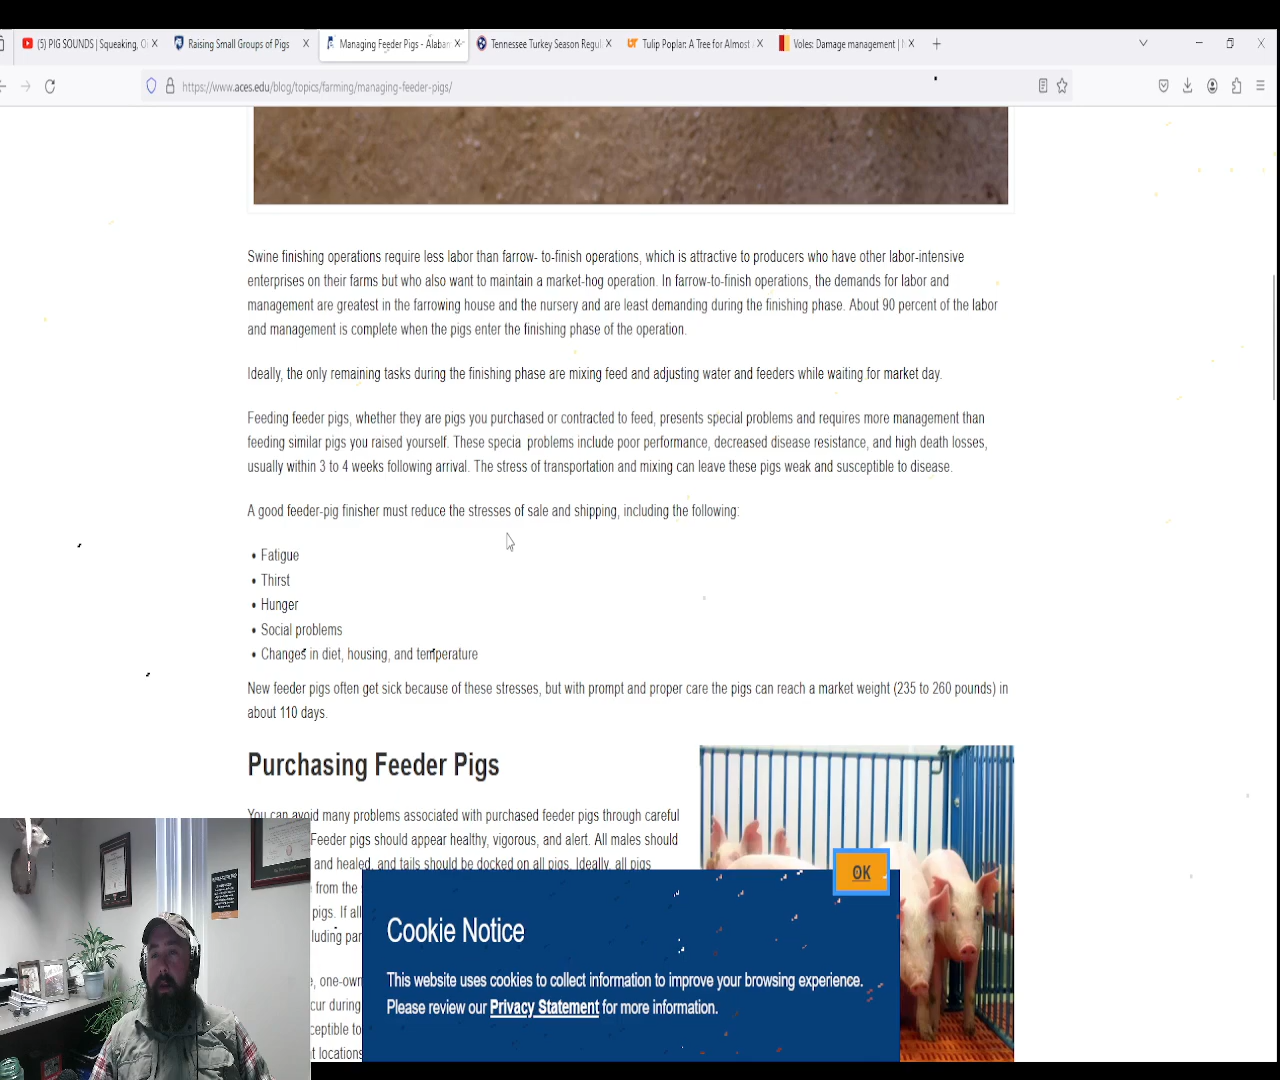 (5) PIG SOUNDS | Squeaking, O
Raising Small Groups of Pigs
Managing Feeder Pigs - Alabam
Tennessee Turkey Season Regul
Tulip Poplar: A Tree for Almost A
Voles: Damage management |
https://www.aces.edu/blog/topics/farming/managing-feeder-pigs/
Swine finishing operations require less labor than farrow- to-finish operations, which is attractive to producers who have other labor-intensive
enterprises on their farms but who also want to maintain a market-hog operation. In farrow-to-finish operations, the demands for labor and
management are greatest in the farrowing house and the nursery and are least demanding during the finishing phase. About 90 percent of the labor
and management is complete when the pigs enter the finishing phase of the operation.
Ideally, the only remaining tasks during the finishing phase are mixing feed and adjusting water and feeders while waiting for market day.
Feeding feeder pigs, whether they are pigs you purchased or contracted to feed, presents special problems and requires more management than
feeding similar pigs you raised yourself. These specia problems include poor performance, decreased disease resistance, and high death losses,
usually within 3 to 4 weeks following arrival. The stress of transportation and mixing can leave these pigs weak and susceptible to disease.
A good feeder-pig finisher must reduce the stresses of sale and shipping, including the following:
• Fatigue
• Thirst
• Hunger
• Social problems
• Changes in diet, housing, and temperature
New feeder pigs often get sick because of these stresses, but with prompt and proper care the pigs can reach a market weight (235 to 260 pounds) in
about 110 days.
Purchasing Feeder Pigs
You can avoid many problems associated with purchased feeder pigs through careful
Feeder pigs should appear healthy, vigorous, and alert. All males should
and healed, and tails should be docked on all pigs. Ideally, all pigs
from the
pigs. If all
luding par
e, one-own
cur during
ceptible to
t locations
OK
Cookie Notice
This website uses cookies to collect information to improve your browsing experience.
Please review our Privacy Statement for more information.